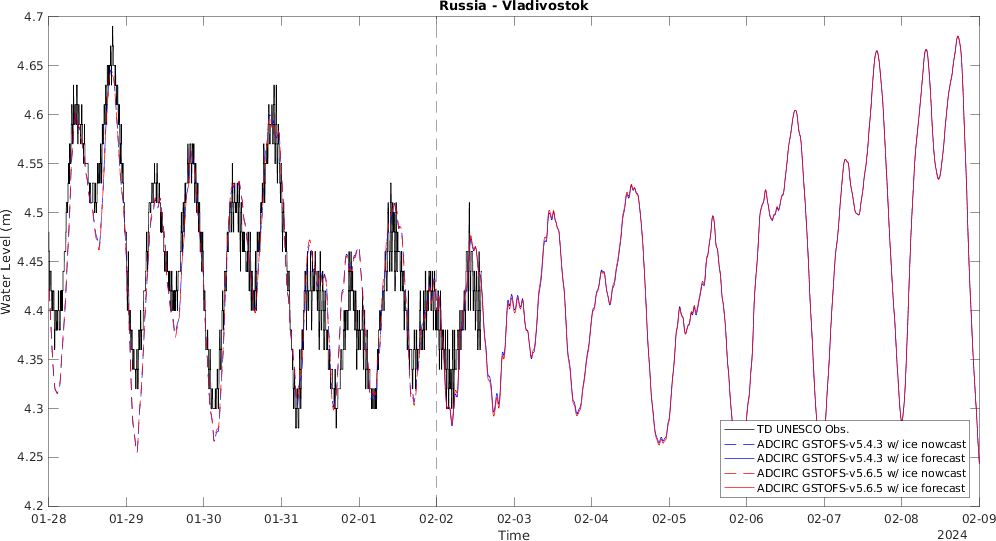 Russia - Vladivostok
4.7
4.65
4.6
4.55
4.5
4.45
4.4
4.35
4.3
4.25
4.2
Water Level (m)
TD UNESCO Obs.
ADCIRC GSTOFS-v5.4.3 w/ ice nowcast
ADCIRC GSTOFS-v5.4.3 w/ ice forecast
ADCIRC GSTOFS-v5.6.5 w/ ice nowcast
ADCIRC GSTOFS-v5.6.5 w/ ice forecast
01-28 01-29 01-30 01-31 02-01 02-02 02-03 02-04 02-05 02-06 02-07 02-08 02-09
Time
2024